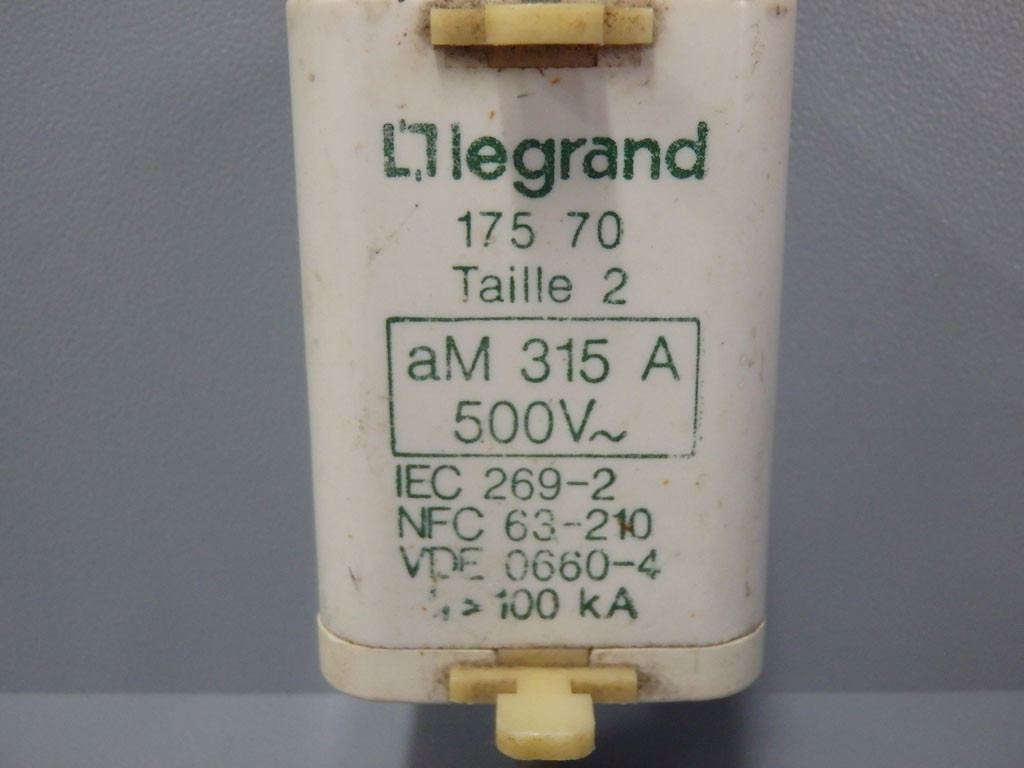 legrand
175 70
Taille 2
aM 315 A
500V~
IEC 269-2
NFC 63-210
VDE 0660-4
> 100 kA